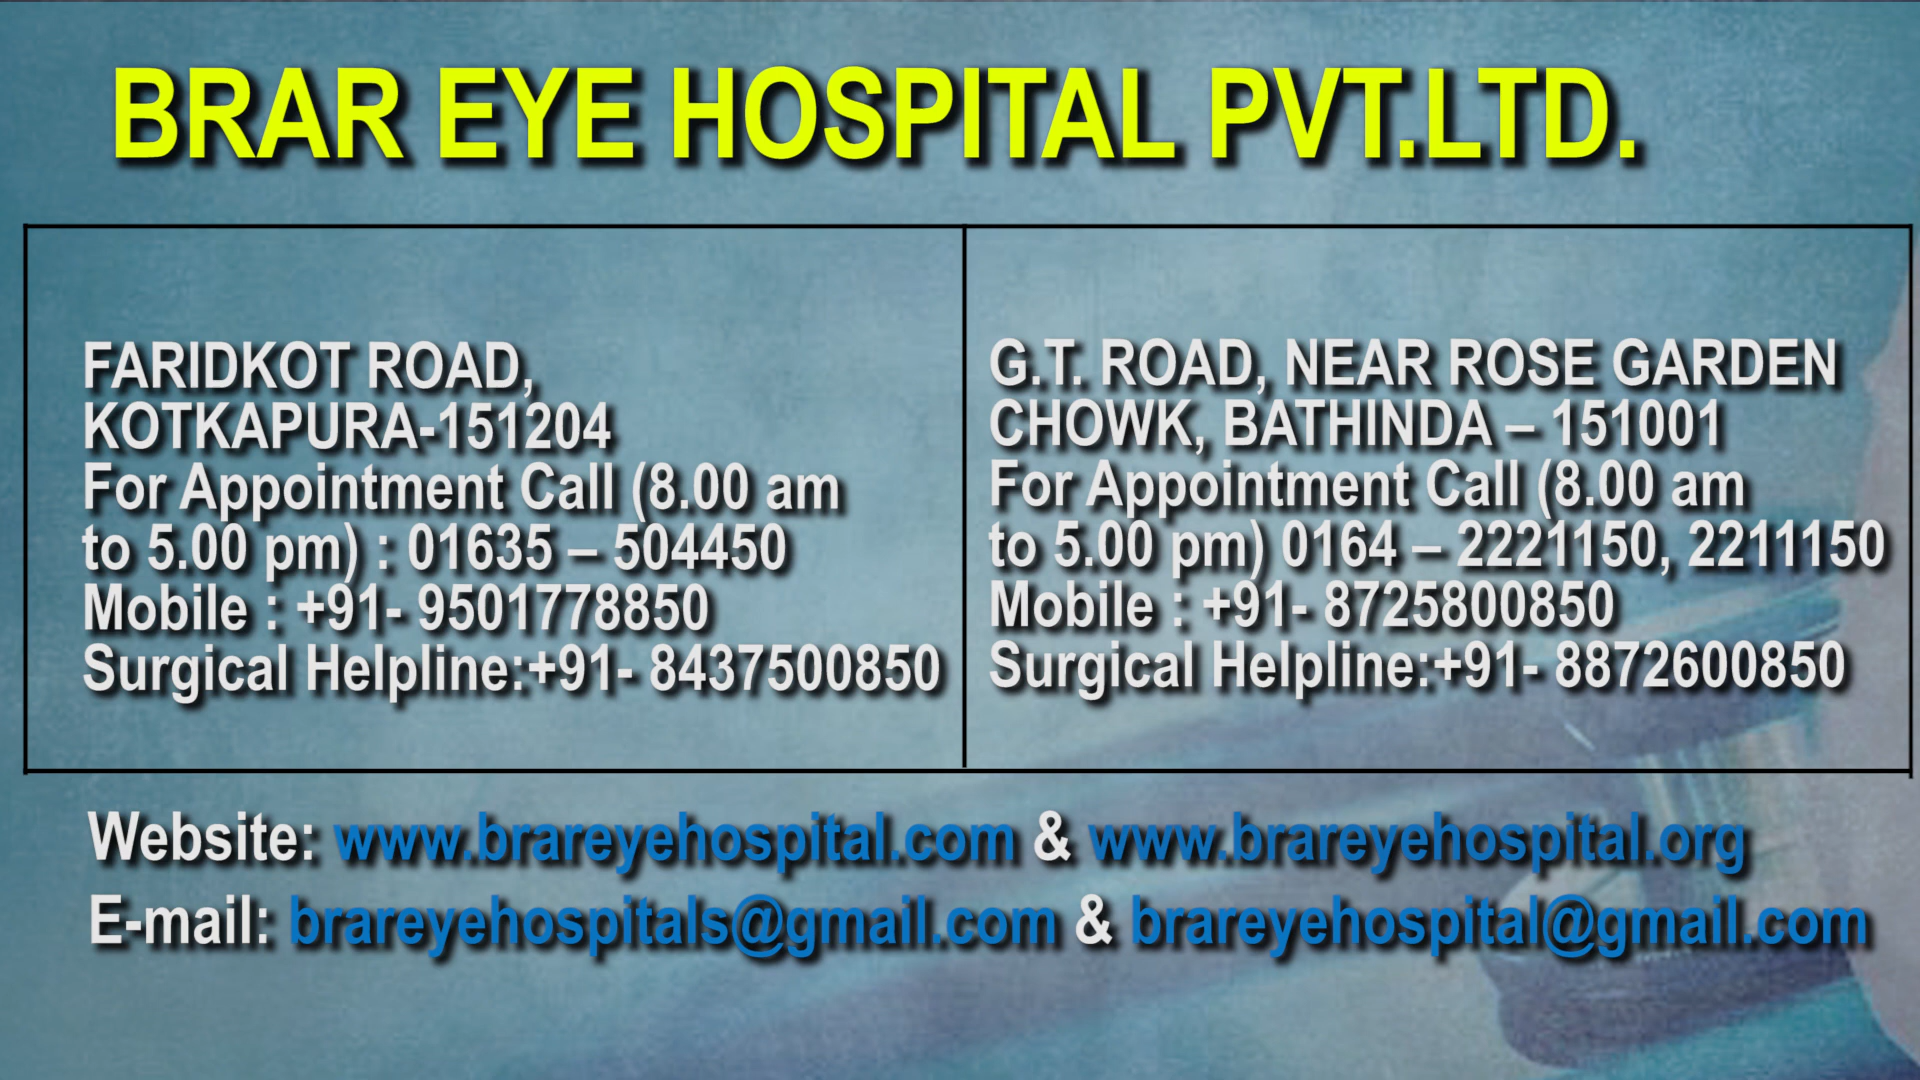 BRAR EYE HOSPITAL PVT.LTD.
FARIDKOT ROAD,
KOTKAPURA-151204
For Appointment Call (8.00 am
to 5.00 pm) : 01635 – 504450
Mobile : +91- 9501778850
Surgical Helpline:+91- 8437500850
G.T. ROAD, NEAR ROSE GARDEN
CHOWK, BATHINDA – 151001
For Appointment Call (8.00 am
to 5.00 pm) 0164 – 2221150, 2211150
Mobile : +91- 8725800850
Surgical Helpline:+91- 8872600850
Website: www.brareyehospital.com & www.brareyehospital.org
E-mail: brareyehospitals@gmail.com & brareyehospital@gmail.com